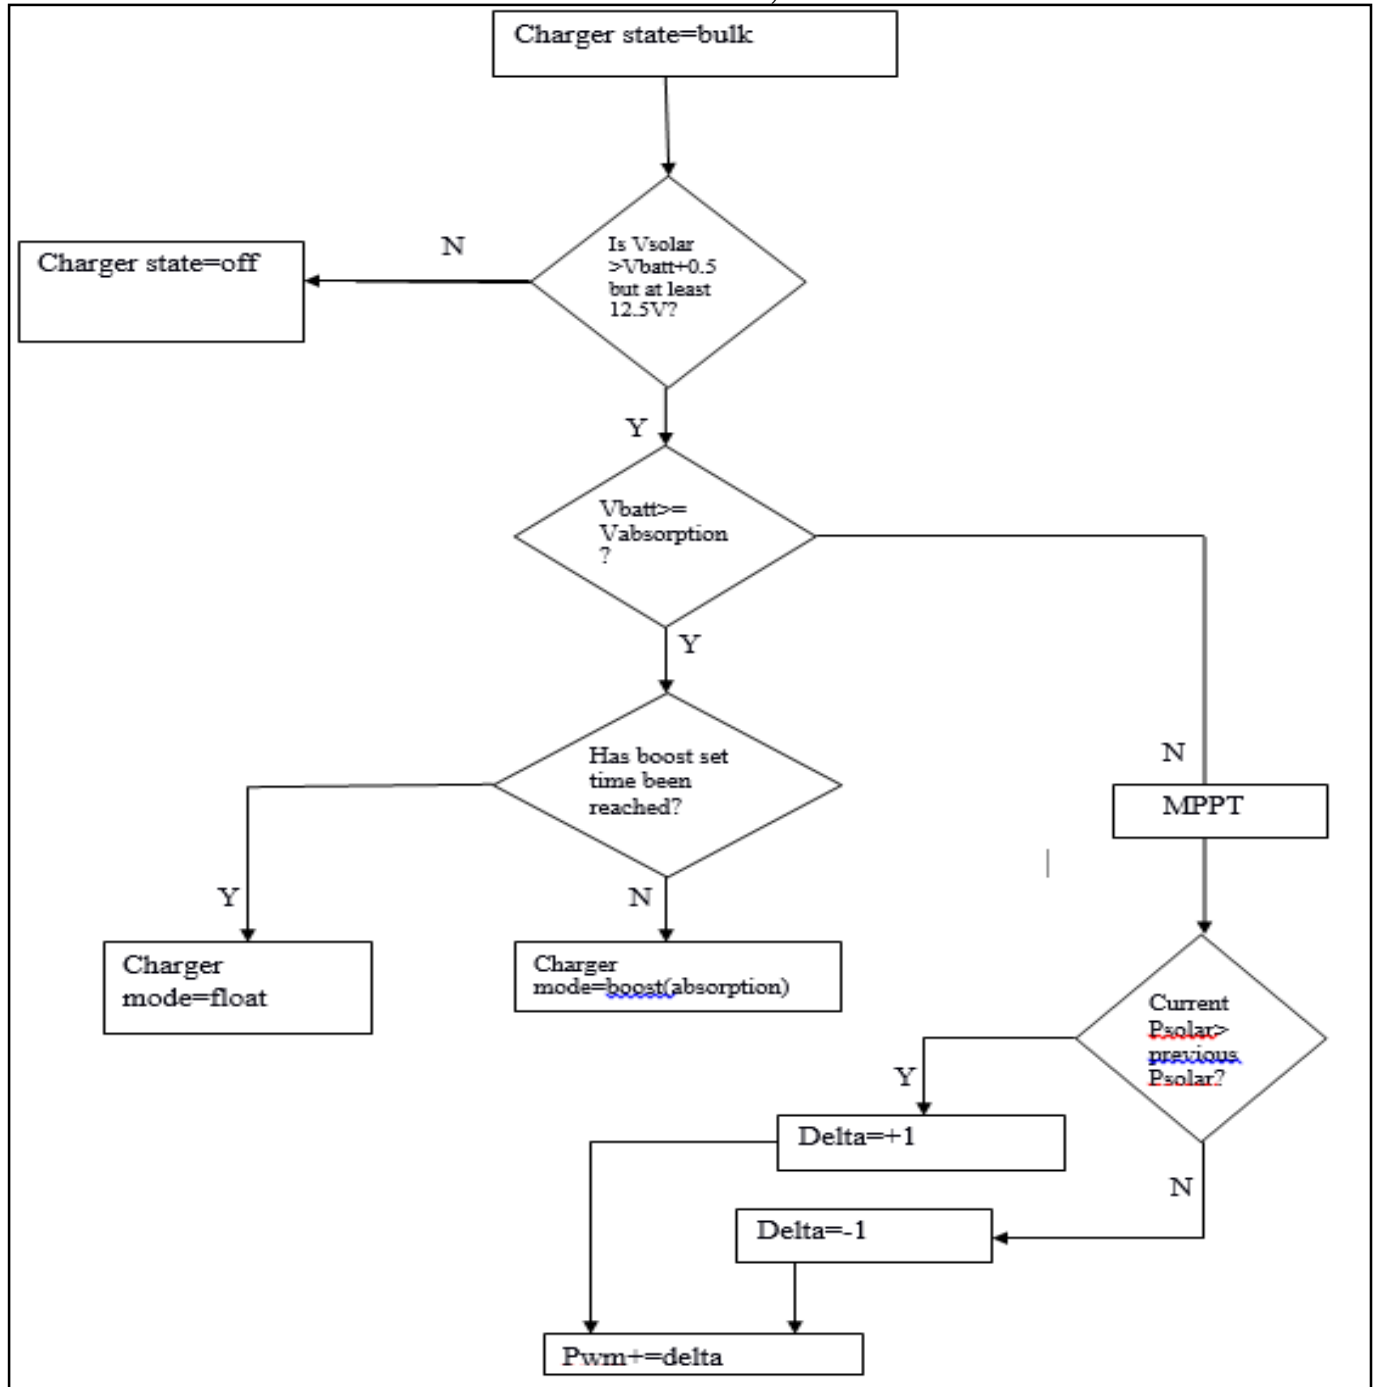 Charger state=bulk
N
Is Vsolar
>Vbatt+0.5
but at least
12.5V?
Charger state=off
Y
Vbatt>=
Vabsorption
?
Y
N
Has boost set
time been
reached?
MPPT
Y
N
Charger
mode=float
Charger
mode=boost(absorption)
Current
Psolar>
previous
Psolar?
Y
Delta=+1
N
Delta=-1
Pwm+=delta